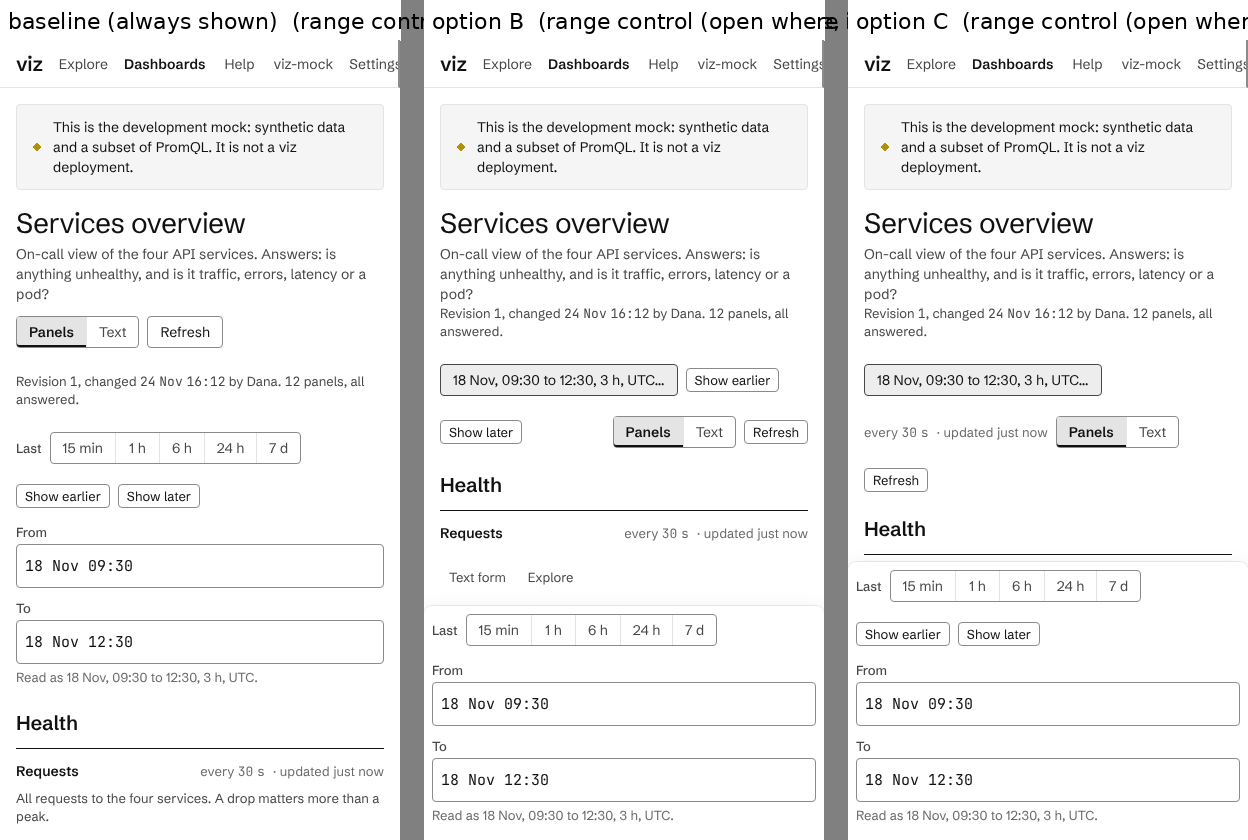 baseline (always shown)  (range contr
viz Explore Dashboards Help viz-mock Settings
This is the development mock: synthetic data
and a subset of PromQL. It is not a viz
deployment.
Services overview
On-call view of the four API services. Answers: is
anything unhealthy, and is it traffic, errors, latency or a
pod?
Panels Text Refresh
Revision 1, changed 24 Nov 16:12 by Dana. 12 panels, all
answered.
Last 15 min 1 h 6 h 24 h 7 d
Show earlier Show later
From
18 Nov 09:30
To
18 Nov 12:30
Read as 18 Nov, 09:30 to 12:30, 3 h, UTC.
Health
Requests every 30 s · updated just now
All requests to the four services. A drop matters more than a
peak.
option B  (range control (open where, i
viz Explore Dashboards Help viz-mock Settings
This is the development mock: synthetic data
and a subset of PromQL. It is not a viz
deployment.
Services overview
On-call view of the four API services. Answers: is
anything unhealthy, and is it traffic, errors, latency or a
pod?
Revision 1, changed 24 Nov 16:12 by Dana. 12 panels, all
answered.
18 Nov, 09:30 to 12:30, 3 h, UTC... Show earlier
Show later Panels Text Refresh
Health
Requests every 30 s · updated just now
Text form Explore
Last 15 min 1 h 6 h 24 h 7 d
From
18 Nov 09:30
To
18 Nov 12:30
Read as 18 Nov, 09:30 to 12:30, 3 h, UTC.
option C  (range control (open wher
viz Explore Dashboards Help viz-mock Settings
This is the development mock: synthetic data
and a subset of PromQL. It is not a viz
deployment.
Services overview
On-call view of the four API services. Answers: is
anything unhealthy, and is it traffic, errors, latency or a
pod?
Revision 1, changed 24 Nov 16:12 by Dana. 12 panels, all
answered.
18 Nov, 09:30 to 12:30, 3 h, UTC...
every 30 s · updated just now Panels Text
Refresh
Health
Last 15 min 1 h 6 h 24 h 7 d
Show earlier Show later
From
18 Nov 09:30
To
18 Nov 12:30
Read as 18 Nov, 09:30 to 12:30, 3 h, UTC.